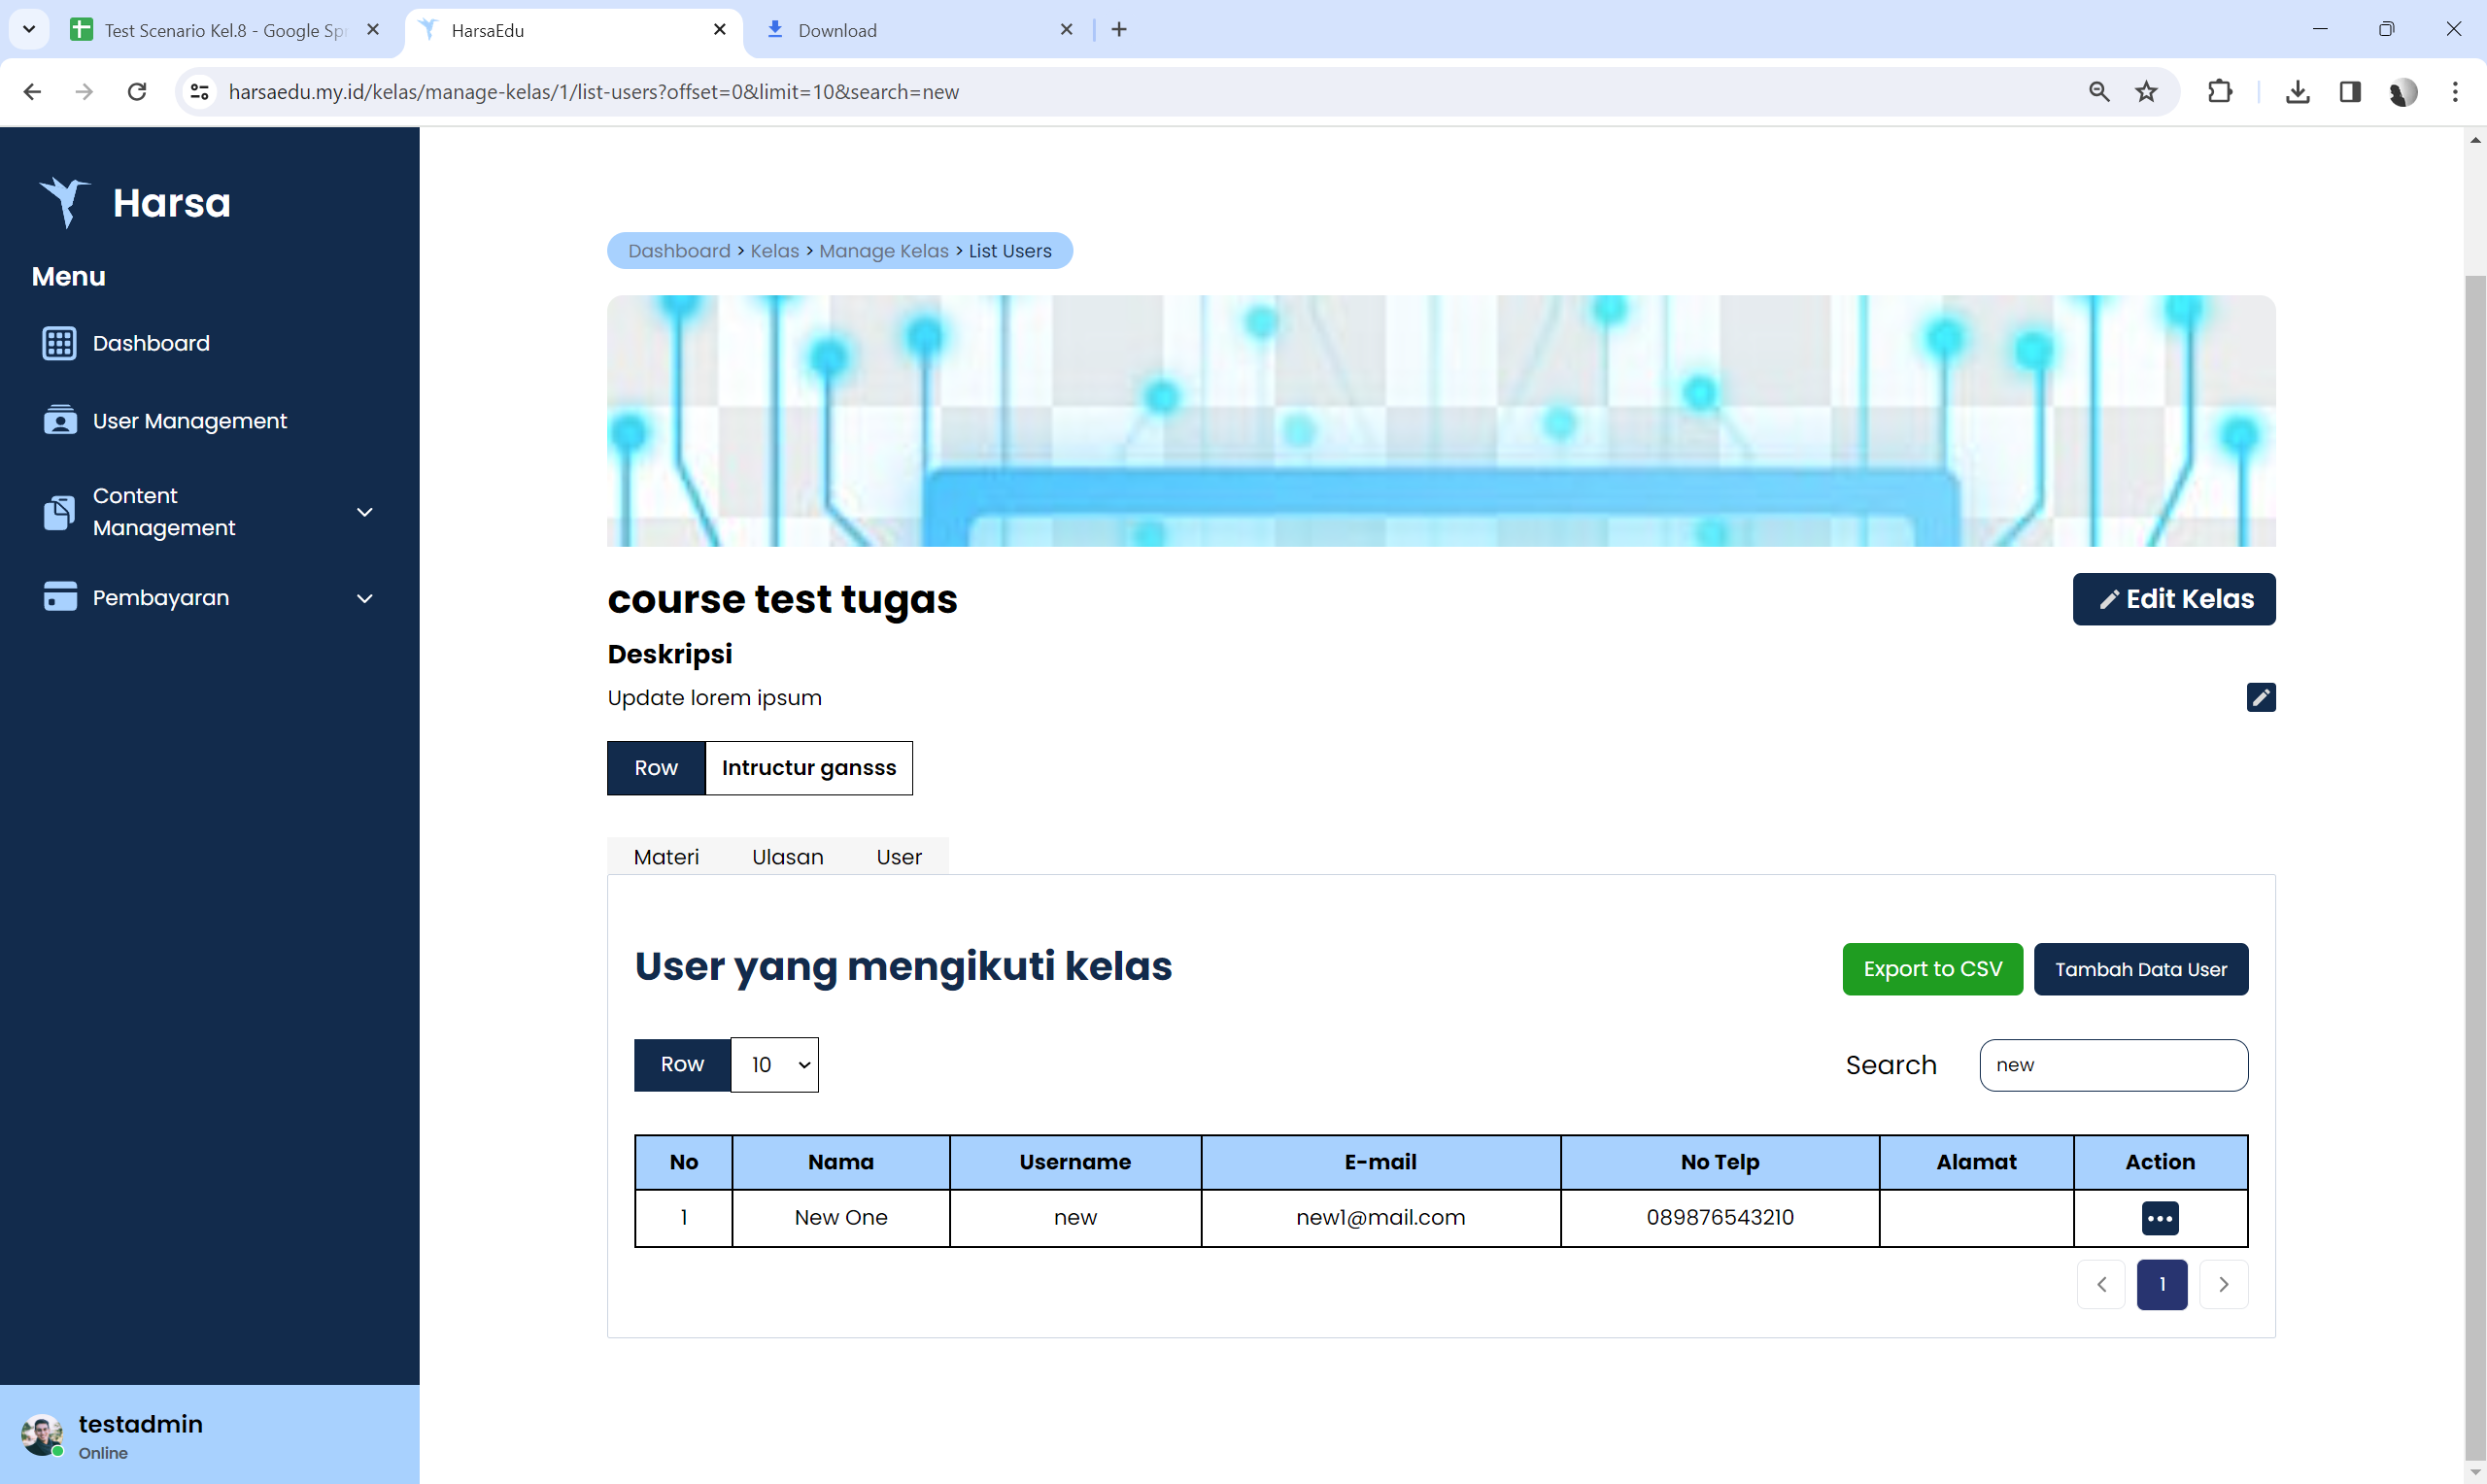 Test Scenario Kel.8 - Google Sp
HarsaEdu
Download
harsaedu.my.id/kelas/manage-kelas/1/list-users?offset=0&limit=10&search=new
Harsa
Menu
Dashboard
User Management
Content
Management
Pembayaran
testadmin
Online
Dashboard > Kelas > Manage Kelas > List Users
course test tugas
Edit Kelas
Deskripsi
Update lorem ipsum
Row Intructur gansss
Materi Ulasan User
User yang mengikuti kelas
Export to CSV Tambah Data User
Row 10 Search new
No Nama Username E-mail No Telp Alamat Action
1 New One new new1@mail.com 089876543210
1